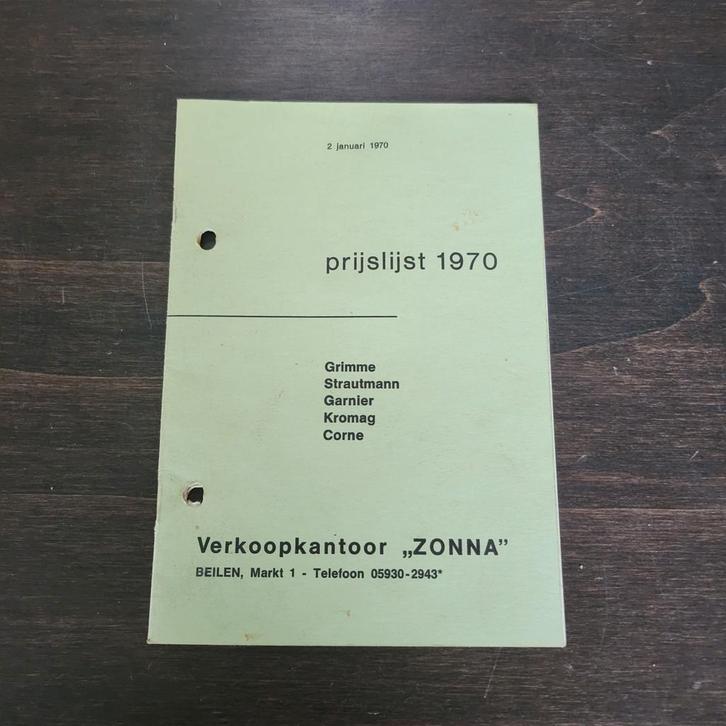 2 januari 1970
prijslijst 1970
Grimme
Strautmann
Garnier
Kromag
Corne
Verkoopkantoor „ZONNA”
BEILEN, Markt 1 - Telefoon 05930-2943*